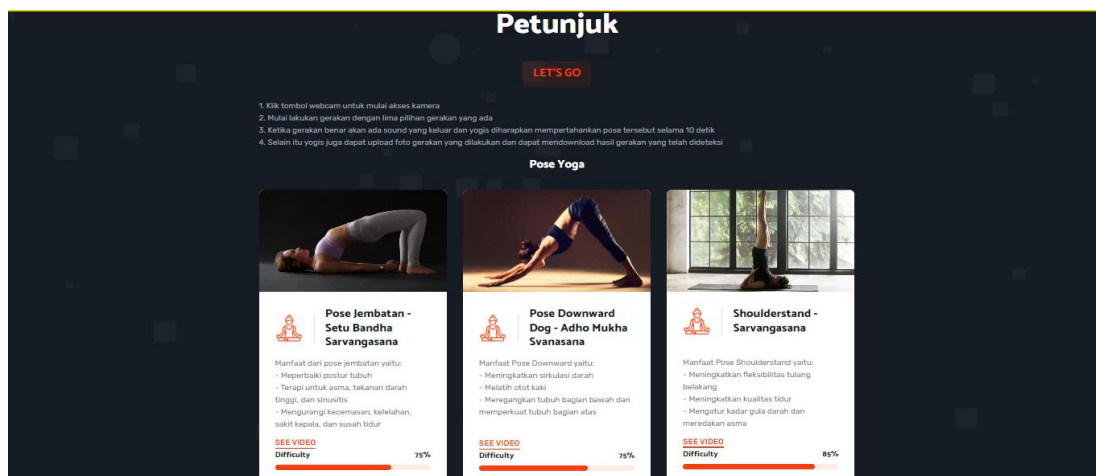 Petunjuk
LET'S GO
1. Klik tombol webcam untuk mulai akses kamera
2. Mulai lakukan gerakan dengan lima pilihan gerakan yang ada
3. Ketika gerakan benar akan ada sound yang keluar dan yogis diharapkan mempertahankan pose tersebut selama 10 detik
4. Selain itu yogis juga dapat upload foto gerakan yang dilakukan dan dapat mendownload hasil gerakan yang telah dideteksi
Pose Yoga
Pose Jembatan -
Setu Bandha
Sarvangasana
Manfaat dari pose jembatan yaitu:
- Meperbaiki postur tubuh
- Terapi untuk asma, tekanan darah
tinggi, dan sinusitis
- Mengurangi kecemasan, kelelahan,
sakit kepala, dan susah tidur
SEE VIDEO
Difficulty 75%
Pose Downward
Dog - Adho Mukha
Svanasana
Manfaat Pose Downward yaitu:
- Meningkatkan sirkulasi darah
- Melatih otot kaki
- Meregangkan tubuh bagian bawah dan
memperkuat tubuh bagian atas
SEE VIDEO
Difficulty 75%
Shoulderstand -
Sarvangasana
Manfaat Pose Shoulderstand yaitu:
- Meningkatkan fleksibilitas tulang
belakang
- Meningkatkan kualitas tidur
- Mengatur kadar gula darah dan
meredakan asma
SEE VIDEO
Difficulty 85%